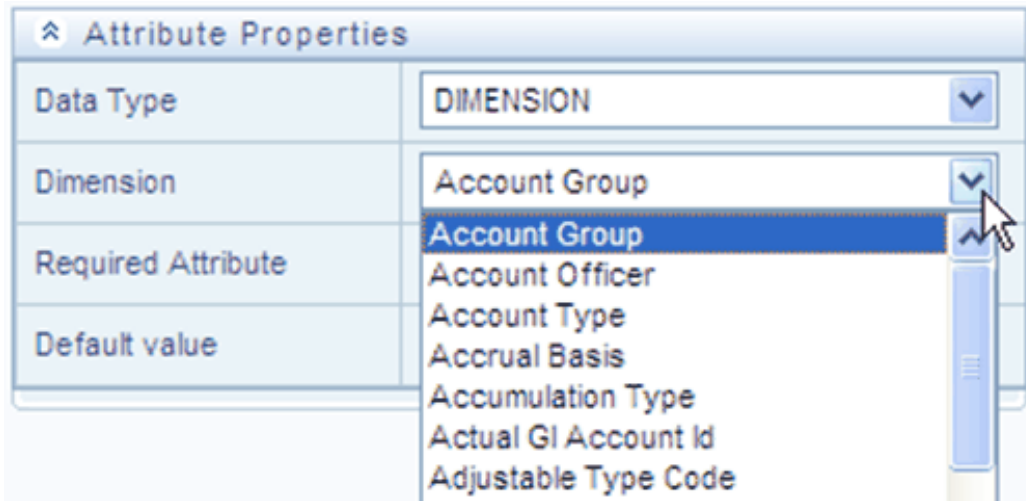 Attribute Properties
Data Type DIMENSION
Dimension Account Group
Account Group
Required Attribute Account Officer
Account Type
Default value Accrual Basis
Accumulation Type
Actual Gl Account Id
Adjustable Type Code